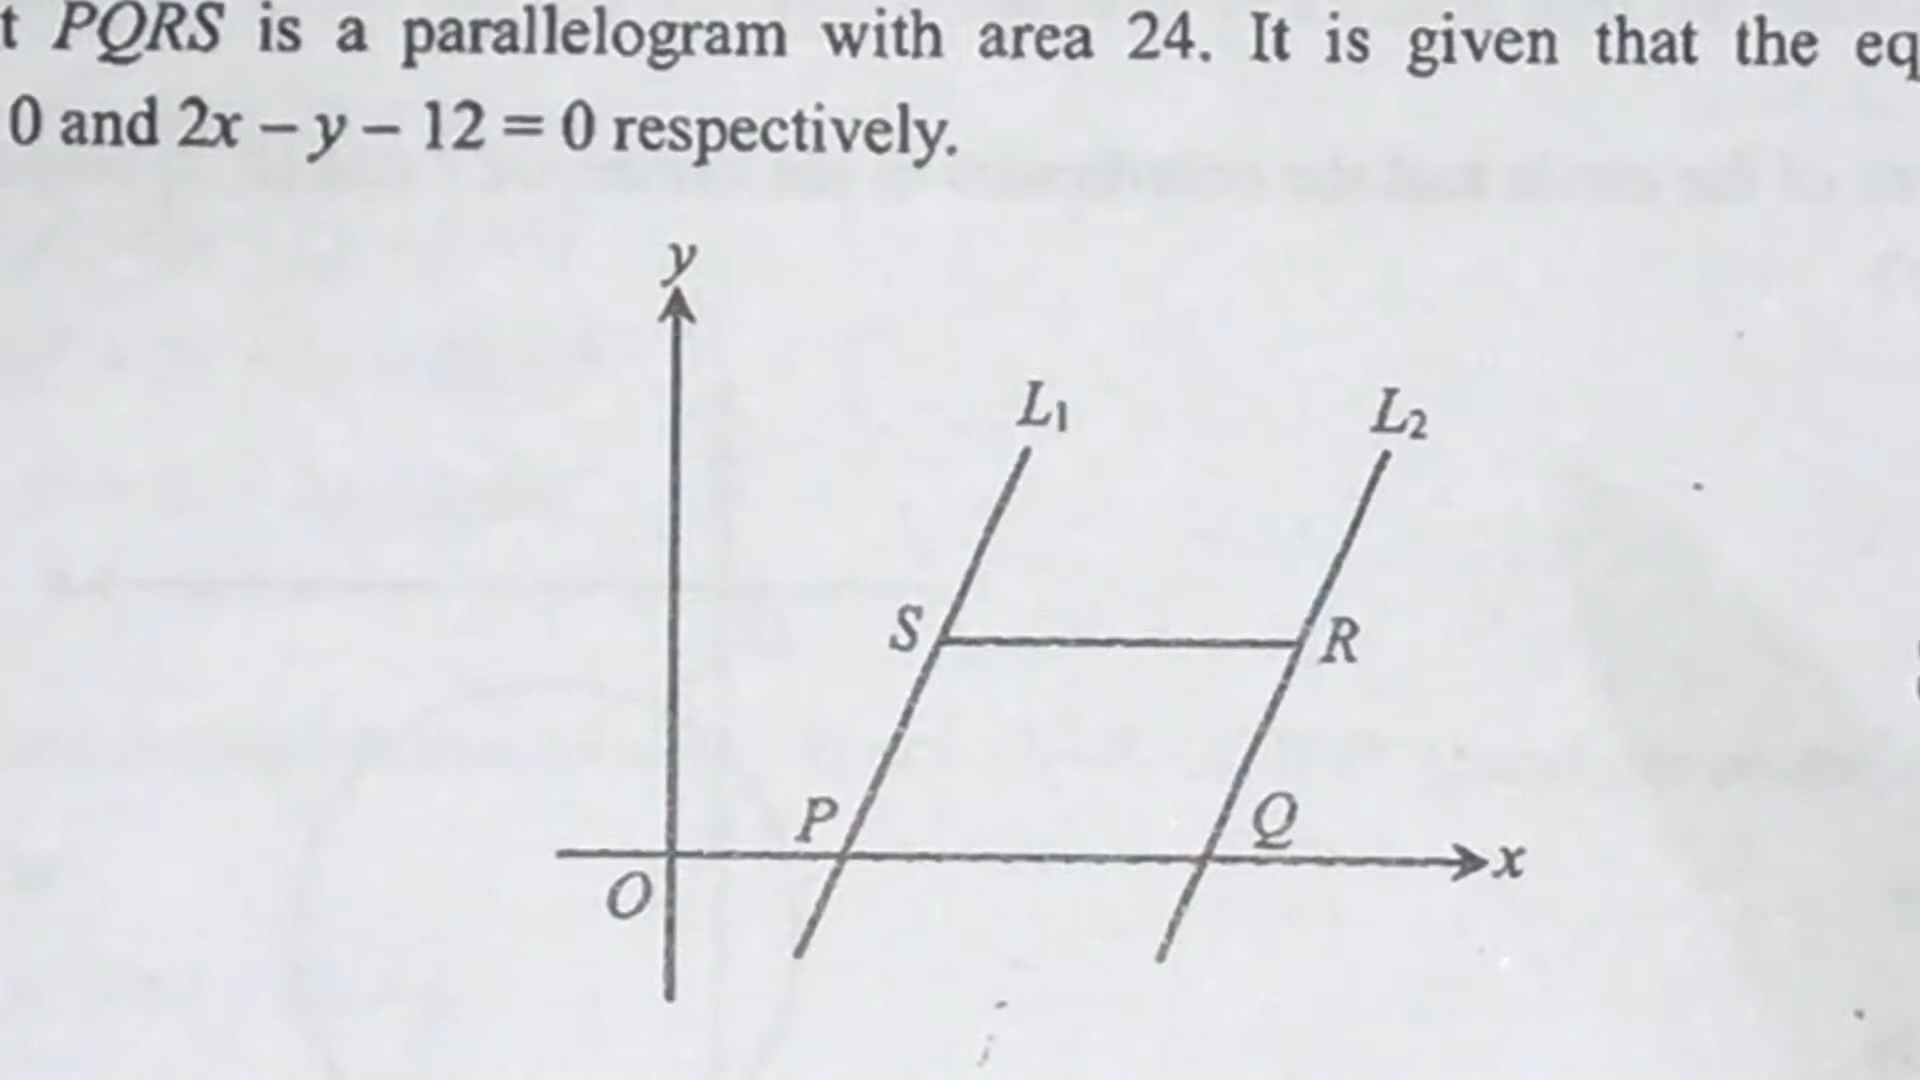 t PQRS is a parallelogram with area 24. It is given that the eq
0 and 2x – y – 12 = 0 respectively.
y
L1
L2
S
R
P
Q
O
x